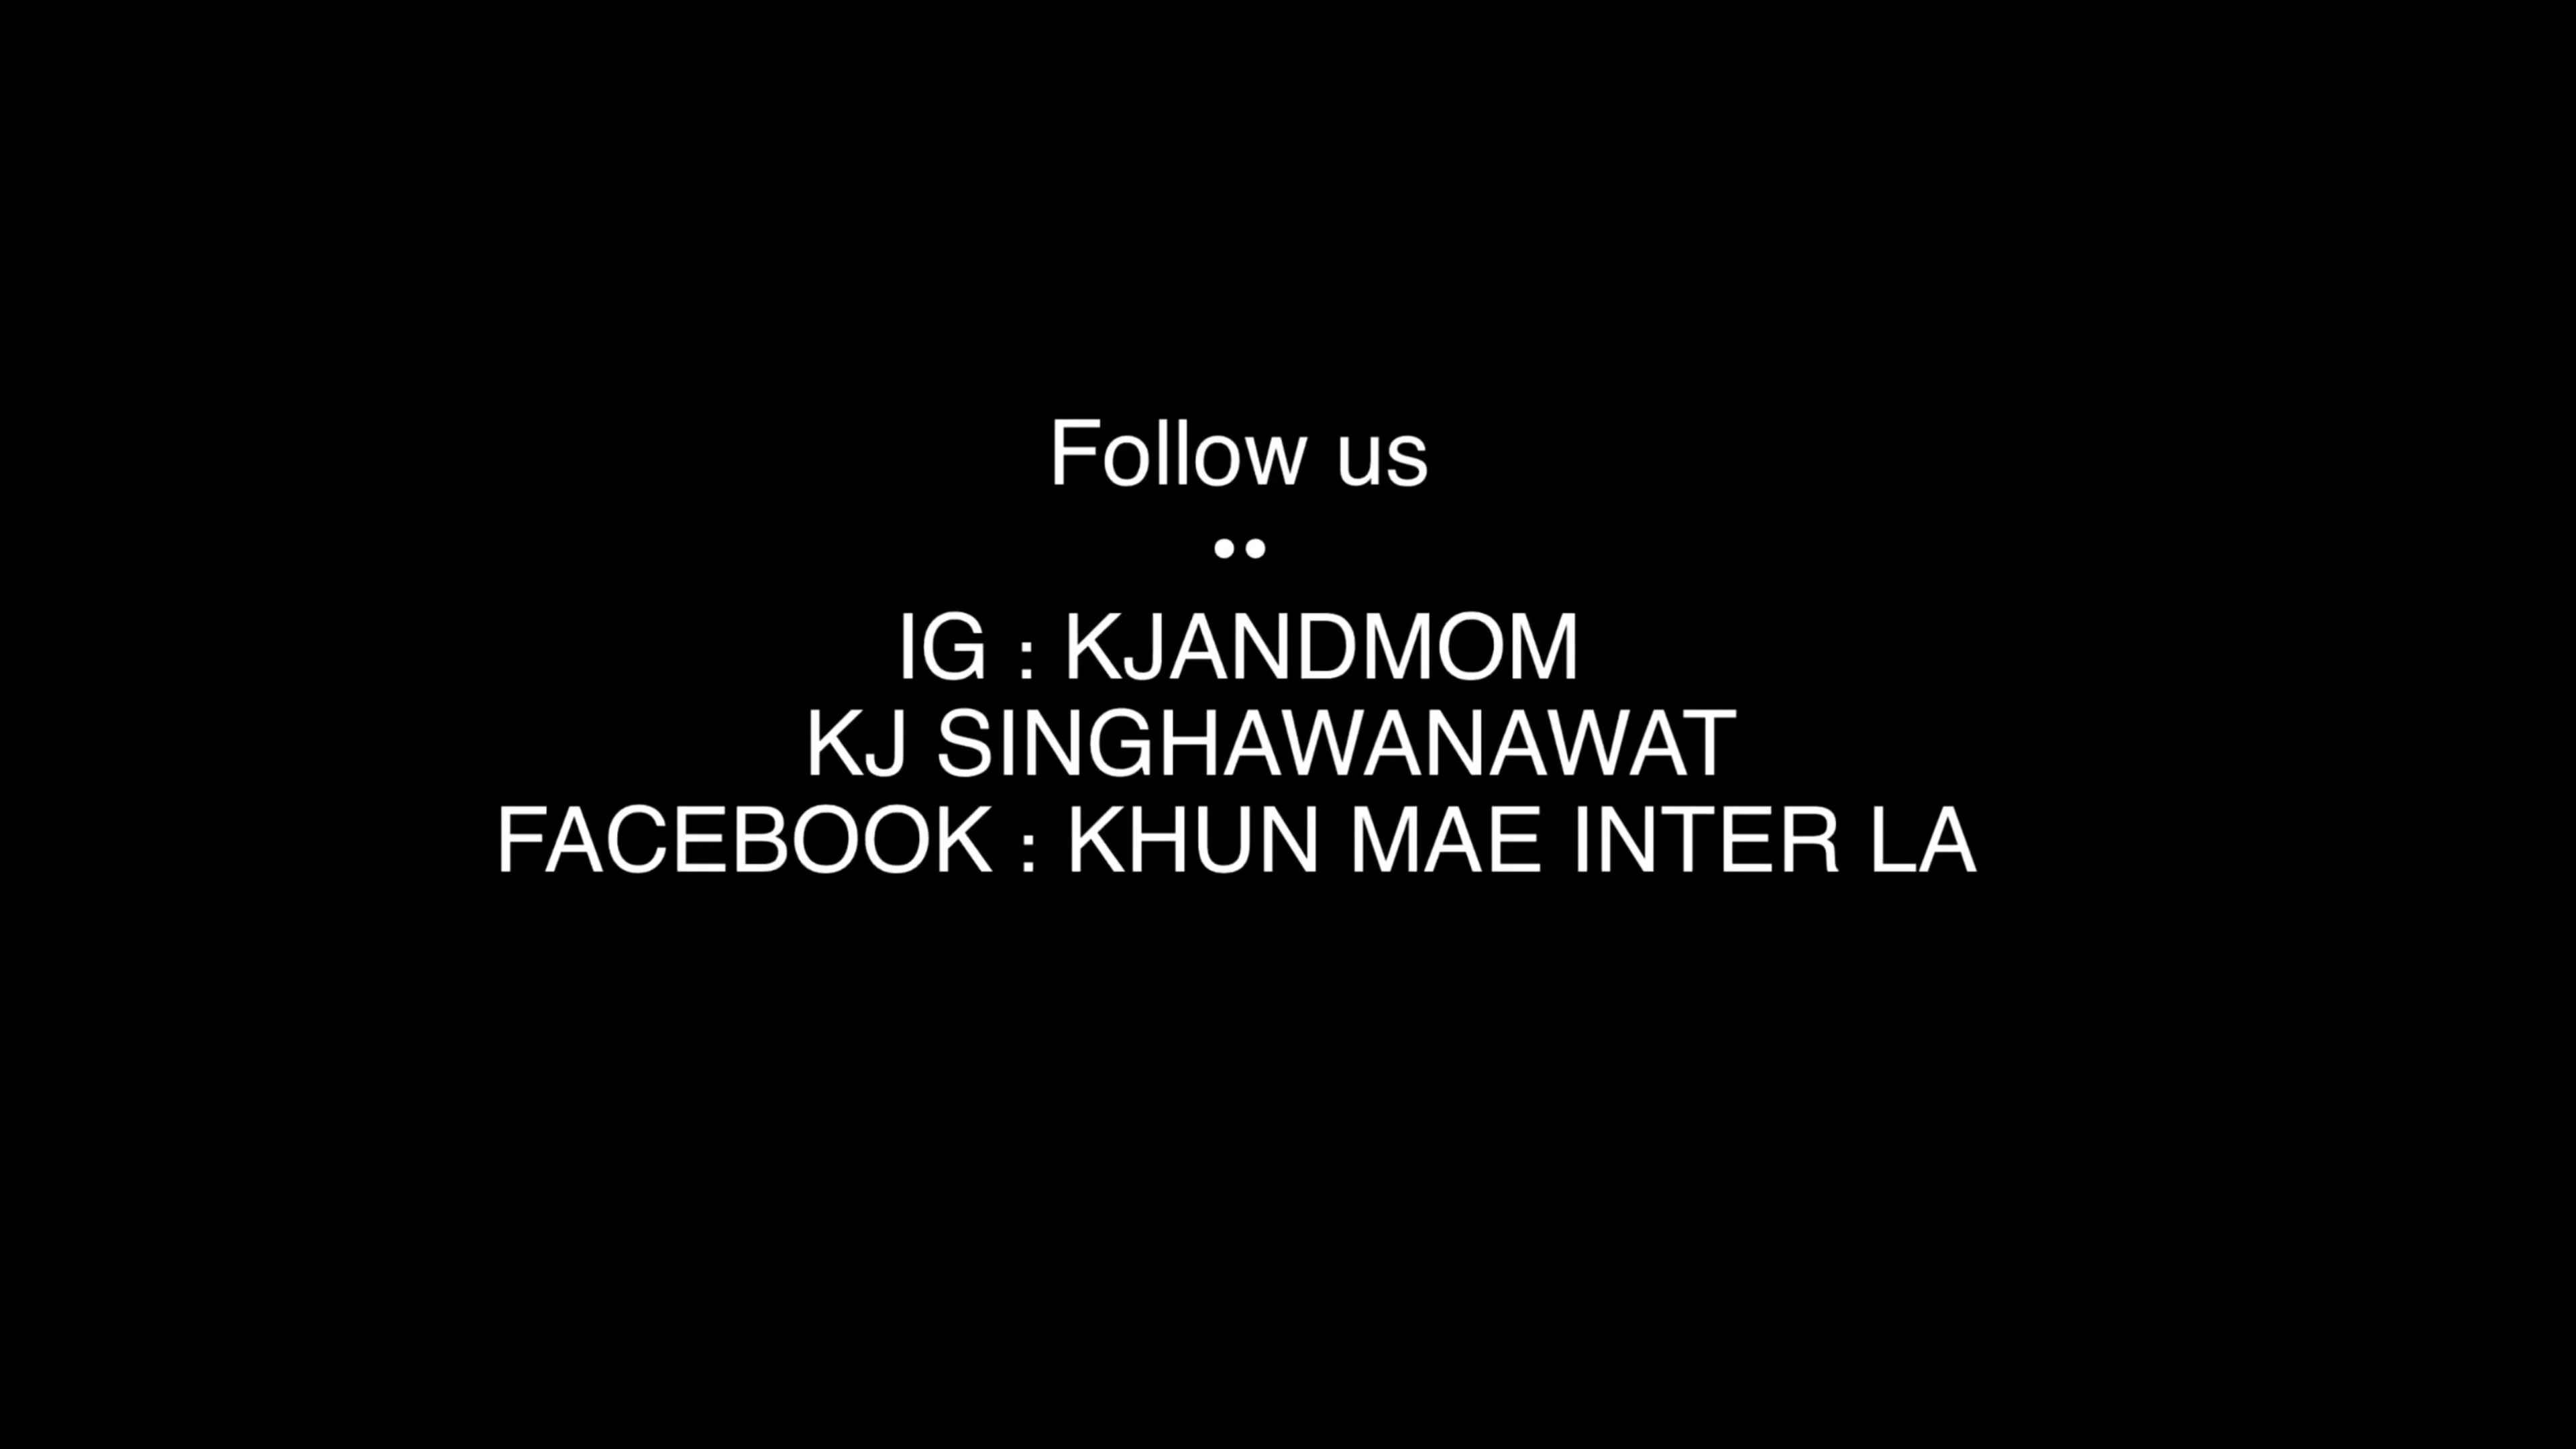 Follow us
••
IG : KJANDMOM
KJ SINGHAWANAWAT
FACEBOOK : KHUN MAE INTER LA